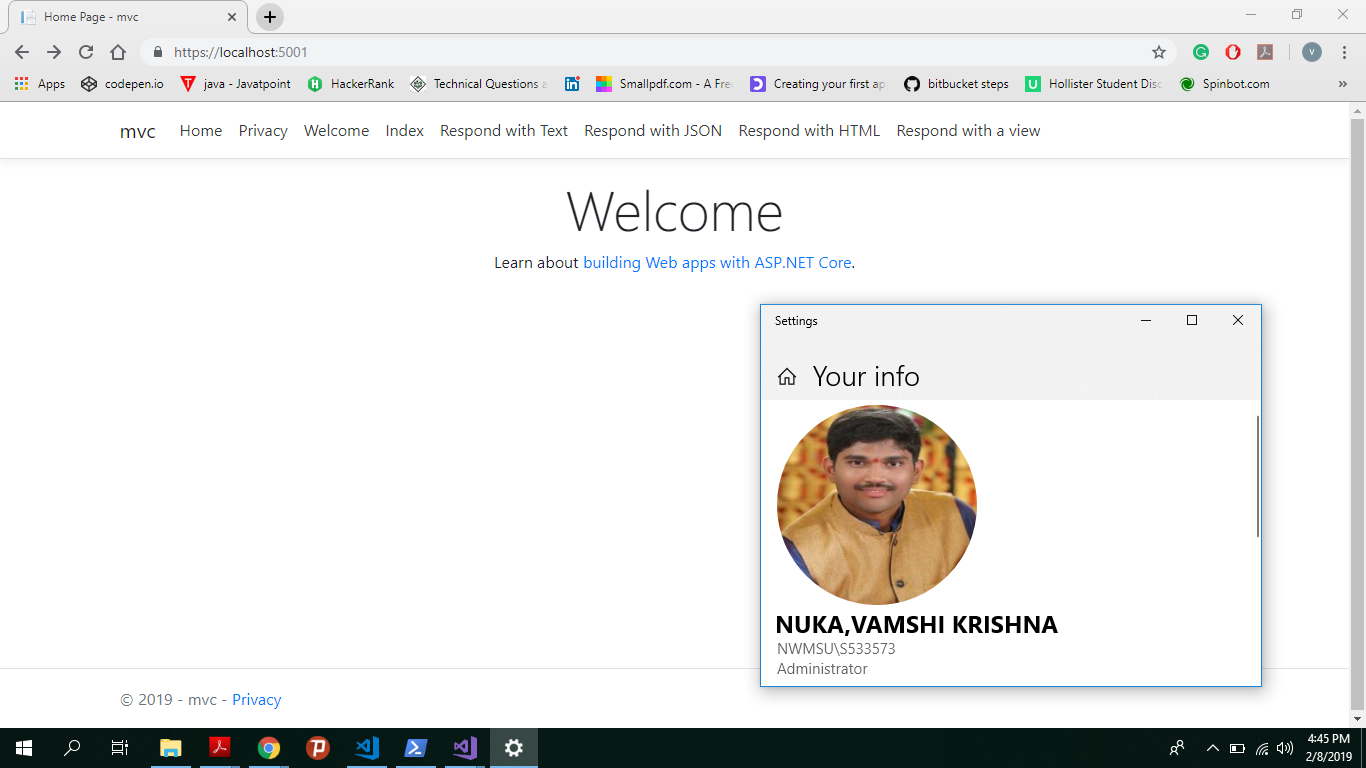 Home Page - mvc
https://localhost:5001
V
Apps codepen.io java - Javatpoint HackerRank Technical Questions Smallpdf.com - A Fre Creating your first ap bitbucket steps Hollister Student Disc Spinbot.com »
mvc Home Privacy Welcome Index Respond with Text Respond with JSON Respond with HTML Respond with a view
Welcome
Learn about building Web apps with ASP.NET Core.
Settings
Your info
NUKA,VAMSHI KRISHNA
NWMSU\S533573
Administrator
© 2019 - mvc - Privacy
4:45 PM
2/8/2019